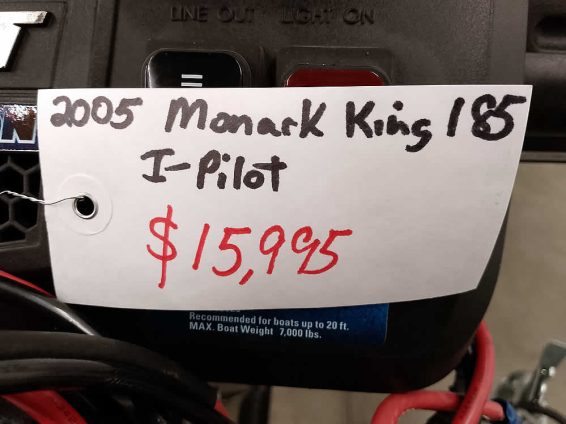 LINE OUT LIGHT ON
2005 Monark King 185
I-Pilot
$15,995
Recommended for boats up to 20 ft.
MAX. Boat Weight 7,000 lbs.